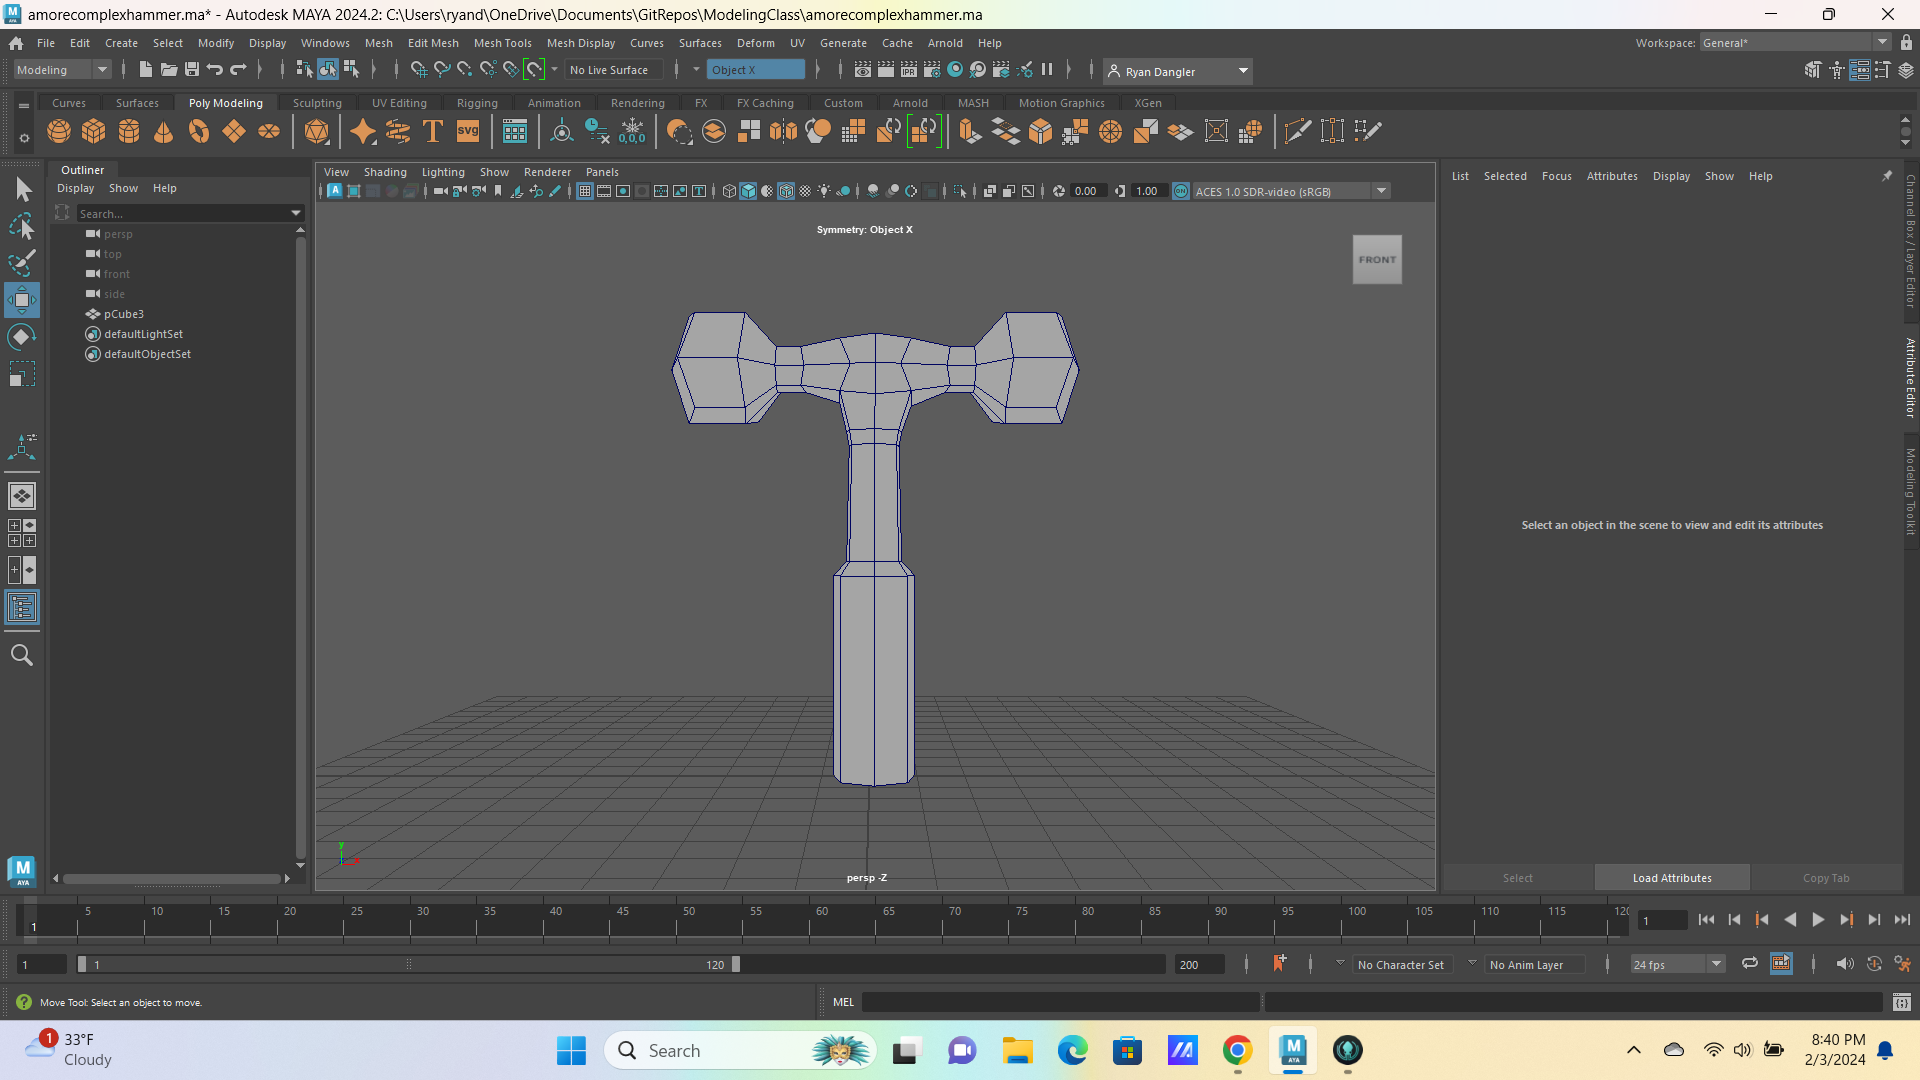 amorecomplexhammer.ma* - Autodesk MAYA 2024.2: C:\Users\ryand\OneDrive\Documents\GitRepos\ModelingClass\amorecomplexhammer.ma
File Edit Create Select Modify Display Windows Mesh Edit Mesh Mesh Tools Mesh Display Curves Surfaces Deform UV Generate Cache Arnold Help Workspace: General*
Modeling No Live Surface Object X IPR Ryan Dangler
Curves Surfaces Poly Modeling Sculpting UV Editing Rigging Animation Rendering FX FX Caching Custom Arnold MASH Motion Graphics XGen
T svg 0,0,0
Outliner
Display Show Help
Search...
persp
top
front
side
pCube3
defaultLightSet
defaultObjectSet
View Shading Lighting Show Renderer Panels
0.00 1.00 ON ACES 1.0 SDR-video (sRGB)
Symmetry: Object X
FRONT
y
persp -Z
List Selected Focus Attributes Display Show Help
Select an object in the scene to view and edit its attributes
Select Load Attributes Copy Tab
Channel Box / Layer Editor
Attribute Editor
Modeling Toolkit
M
AYA
5 10 15 20 25 30 35 40 45 50 55 60 65 70 75 80 85 90 95 100 105 110 115 120
1 1
1 1 120 200 No Character Set No Anim Layer 24 fps
Move Tool: Select an object to move. MEL
1 33°F
Cloudy
Search
M
AYA
8:40 PM
2/3/2024